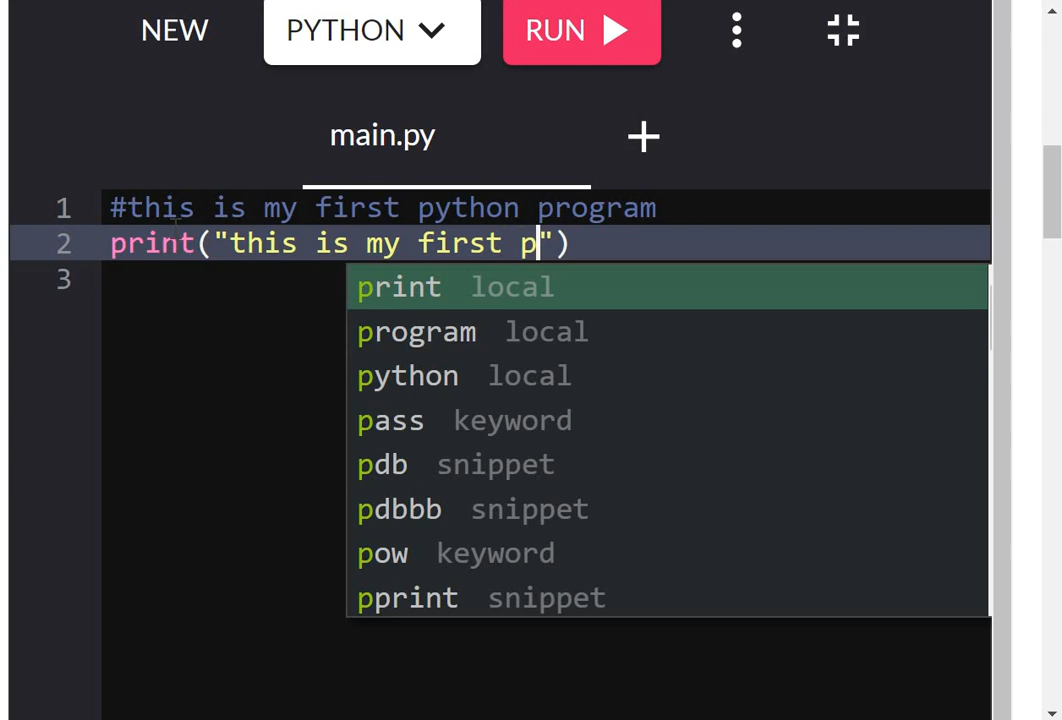 NEW PYTHON RUN
main.py +
1 #this is my first python program
2 print("this is my first p")
3
print local
program local
python local
pass keyword
pdb snippet
pdbbb snippet
pow keyword
pprint snippet